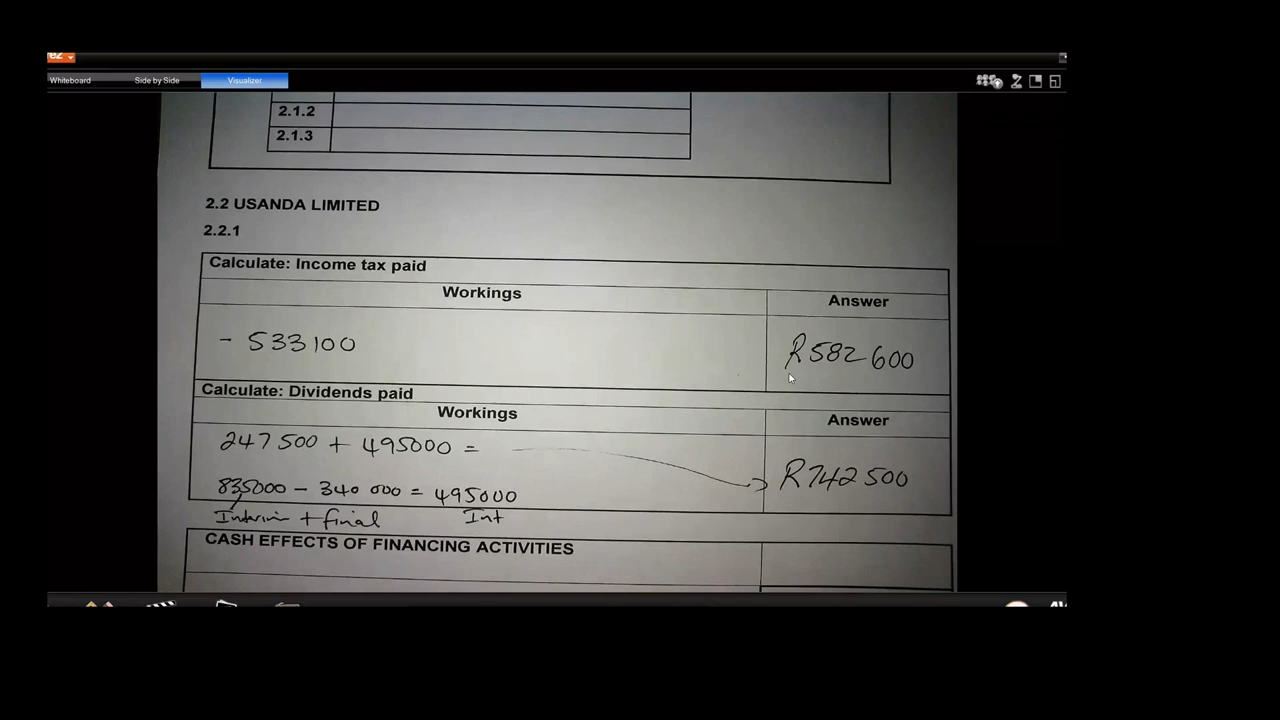 eZ
Whiteboard Side by Side Visualizer
2.1.2
2.1.3
2.2 USANDA LIMITED
2.2.1
Calculate: Income tax paid
Workings Answer
- 533100 R582 600
Calculate: Dividends paid
Workings Answer
247 500 + 495000 = R742 500
835000 - 340 000 = 495000
Interim + final Int
CASH EFFECTS OF FINANCING ACTIVITIES